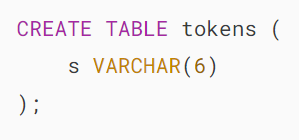 CREATE TABLE tokens (
    s VARCHAR(6)
);